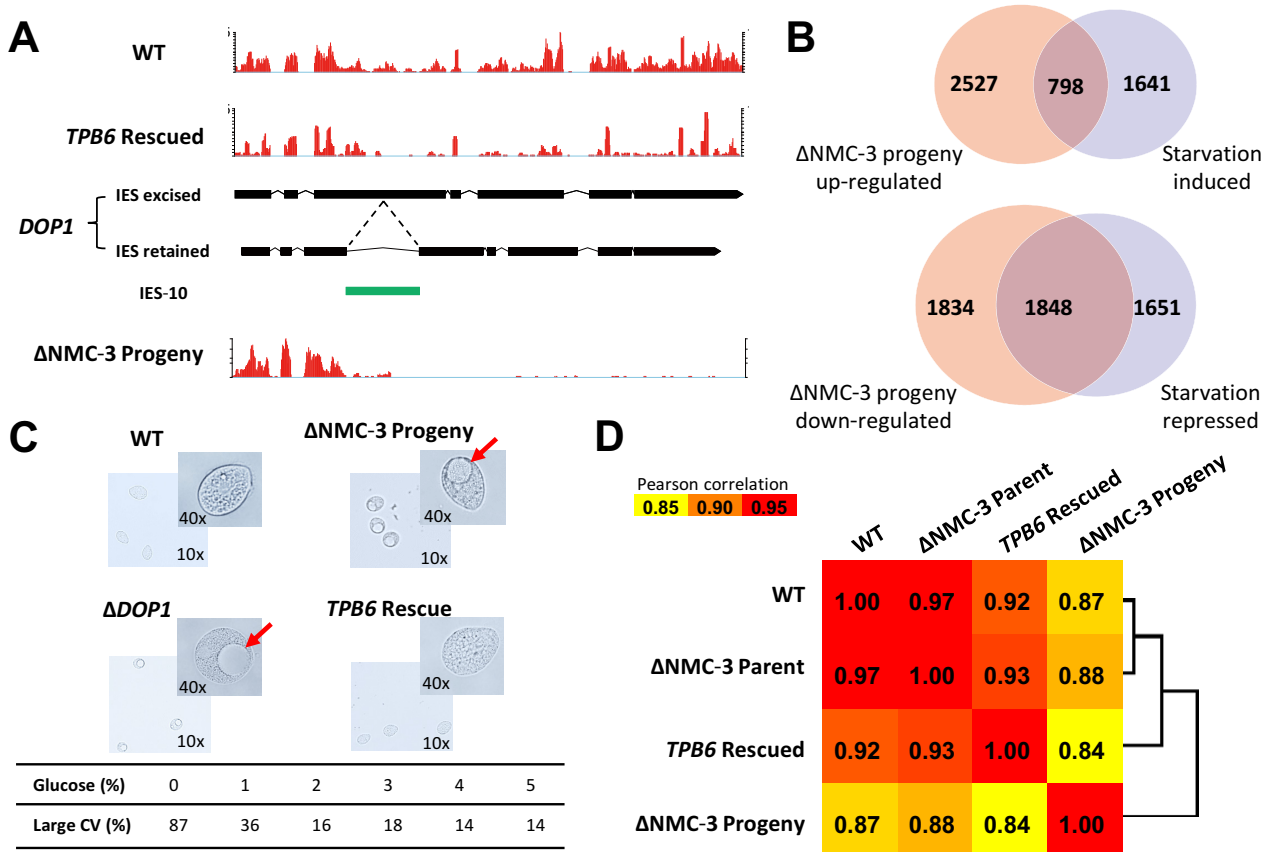 A
WT
TPB6 Rescued
DOP1
IES excised
IES retained
IES-10
ΔNMC-3 Progeny
B
2527
798
1641
ΔNMC-3 progeny
up-regulated
Starvation
induced
1834
1848
1651
ΔNMC-3 progeny
down-regulated
Starvation
repressed
C
WT
40x
10x
ΔNMC-3 Progeny
40x
10x
ΔDOP1
40x
10x
TPB6 Rescue
40x
10x
Glucose (%) 0 1 2 3 4 5
Large CV (%) 87 36 16 18 14 14
D
Pearson correlation
0.85 0.90 0.95
WT
ΔNMC-3 Parent
TPB6 Rescued
ΔNMC-3 Progeny
WT 1.00 0.97 0.92 0.87
ΔNMC-3 Parent 0.97 1.00 0.93 0.88
TPB6 Rescued 0.92 0.93 1.00 0.84
ΔNMC-3 Progeny 0.87 0.88 0.84 1.00